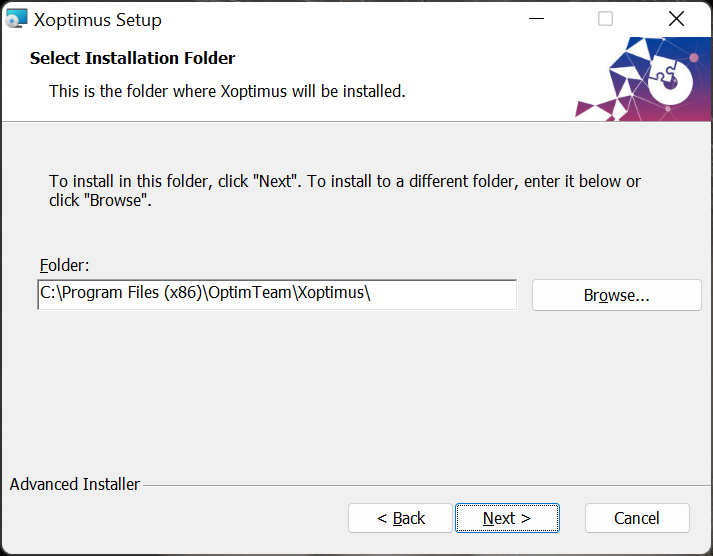 Xoptimus Setup
Select Installation Folder
This is the folder where Xoptimus will be installed.
To install in this folder, click "Next". To install to a different folder, enter it below or
click "Browse".
Folder:
C:\Program Files (x86)\OptimTeam\Xoptimus\
Browse...
Advanced Installer
< Back
Next >
Cancel